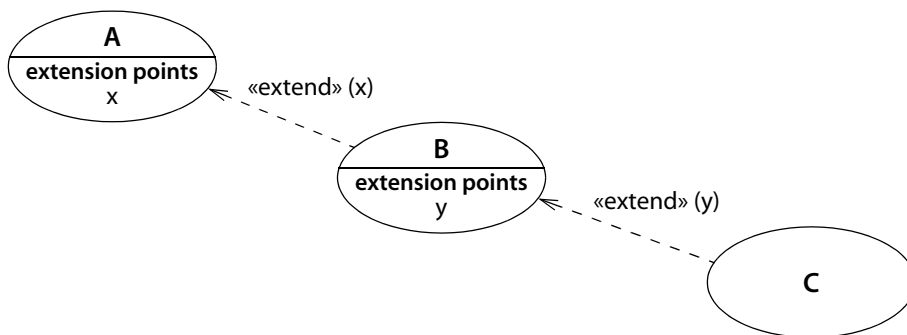 A
extension points
x
«extend» (x)
B
extension points
y
«extend» (y)
C